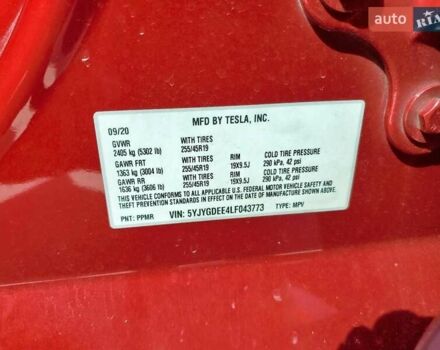 auto RIA
MFD BY TESLA, INC.
09/20
GVWR WITH TIRES
2405 kg (5302 lb) 255/45R19
GAWR FRT WITH TIRES RIM COLD TIRE PRESSURE
1363 kg (3004 lb) 255/45R19 19X9.5J 290 kPa, 42 psi
GAWR RR WITH TIRES RIM COLD TIRE PRESSURE
1636 kg (3606 lb) 255/45R19 19X9.5J 290 kPa, 42 psi
THIS VEHICLE CONFORMS TO ALL APPLICABLE U.S. FEDERAL MOTOR VEHICLE SAFETY AND
THEFT PREVENTION STANDARDS IN EFFECT ON THE DATE OF MANUFACTURE SHOWN ABOVE.
PNT: PPMR VIN: 5YJYGDEE4LF043773 TYPE: MPV